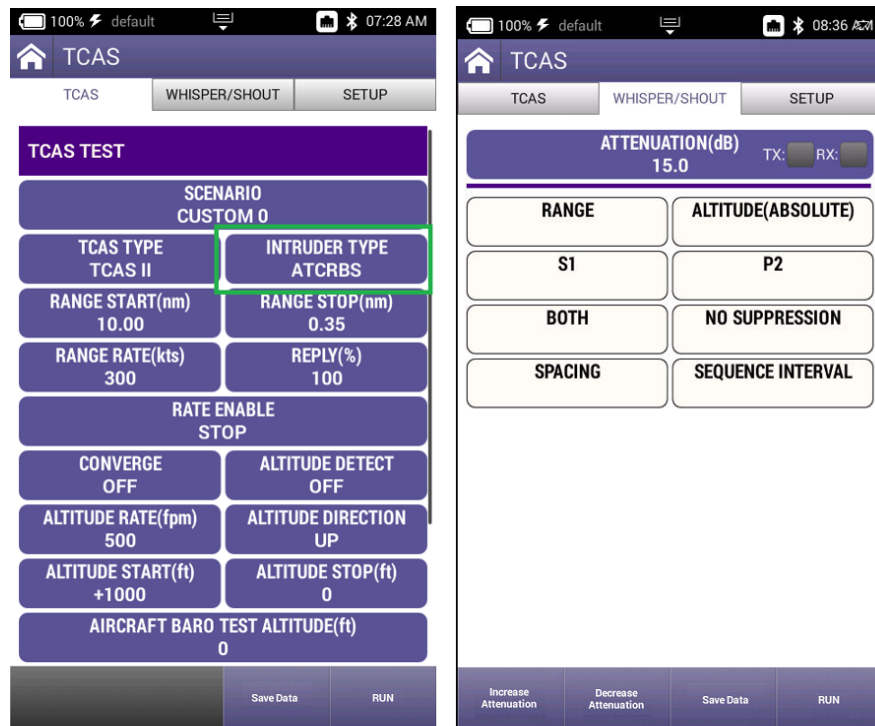 100% default 07:28 AM
TCAS
TCAS WHISPER/SHOUT SETUP
TCAS TEST
SCENARIO
CUSTOM 0
TCAS TYPE INTRUDER TYPE
TCAS II ATCRBS
RANGE START(nm) RANGE STOP(nm)
10.00 0.35
RANGE RATE(kts) REPLY(%)
300 100
RATE ENABLE
STOP
CONVERGE ALTITUDE DETECT
OFF OFF
ALTITUDE RATE(fpm) ALTITUDE DIRECTION
500 UP
ALTITUDE START(ft) ALTITUDE STOP(ft)
+1000 0
AIRCRAFT BARO TEST ALTITUDE(ft)
0
Save Data RUN
100% default 08:36 AM
TCAS
TCAS WHISPER/SHOUT SETUP
ATTENUATION(dB) TX: RX:
15.0
RANGE ALTITUDE(ABSOLUTE)
S1 P2
BOTH NO SUPPRESSION
SPACING SEQUENCE INTERVAL
Increase Attenuation Decrease Attenuation Save Data RUN